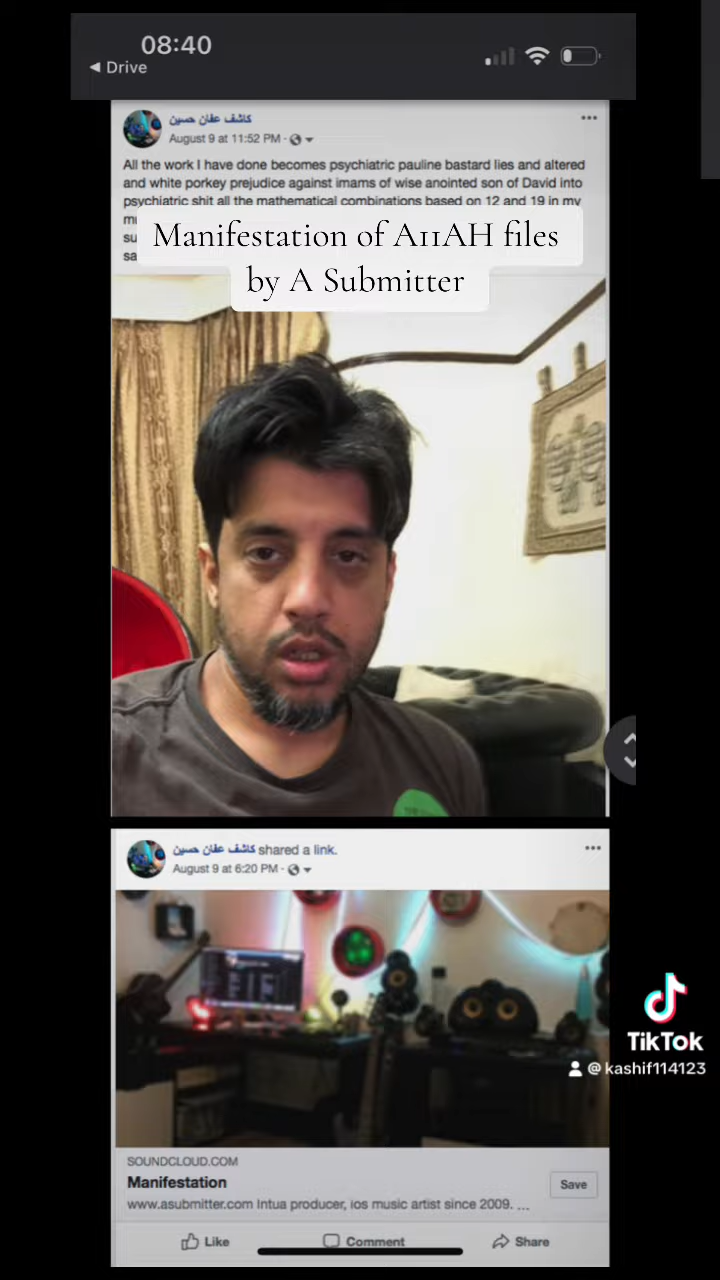 08:40
◀ Drive
كاشف عفان حسين
August 9 at 11:52 PM ·
All the work I have done becomes psychiatric pauline bastard lies and altered
and white porkey prejudice against imams of wise anointed son of David into
psychiatric shit all the mathematical combinations based on 12 and 19 in my
Manifestation of A11AH files
by A Submitter
كاشف عفان حسين shared a link.
August 9 at 6:20 PM ·
SOUNDCLOUD.COM
Manifestation
Save
www.asubmitter.com Intua producer, ios music artist since 2009. ...
Like
Comment
Share
TikTok
@kashif114123